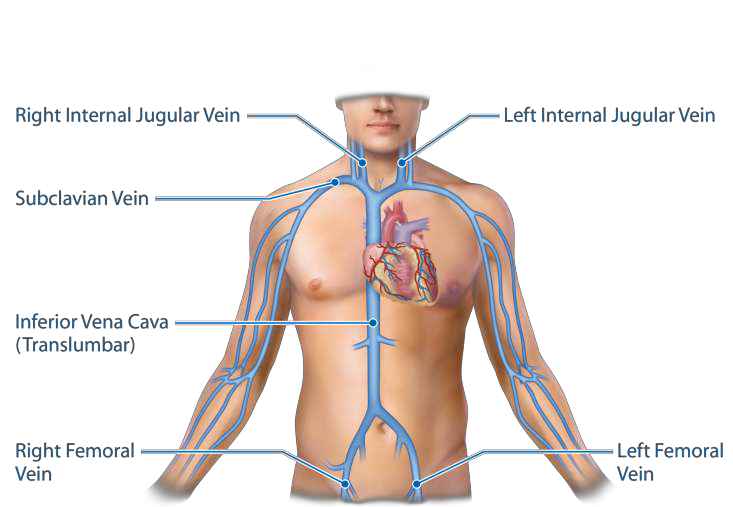 Right Internal Jugular Vein
Left Internal Jugular Vein
Subclavian Vein
Inferior Vena Cava
(Translumbar)
Right Femoral
Vein
Left Femoral
Vein